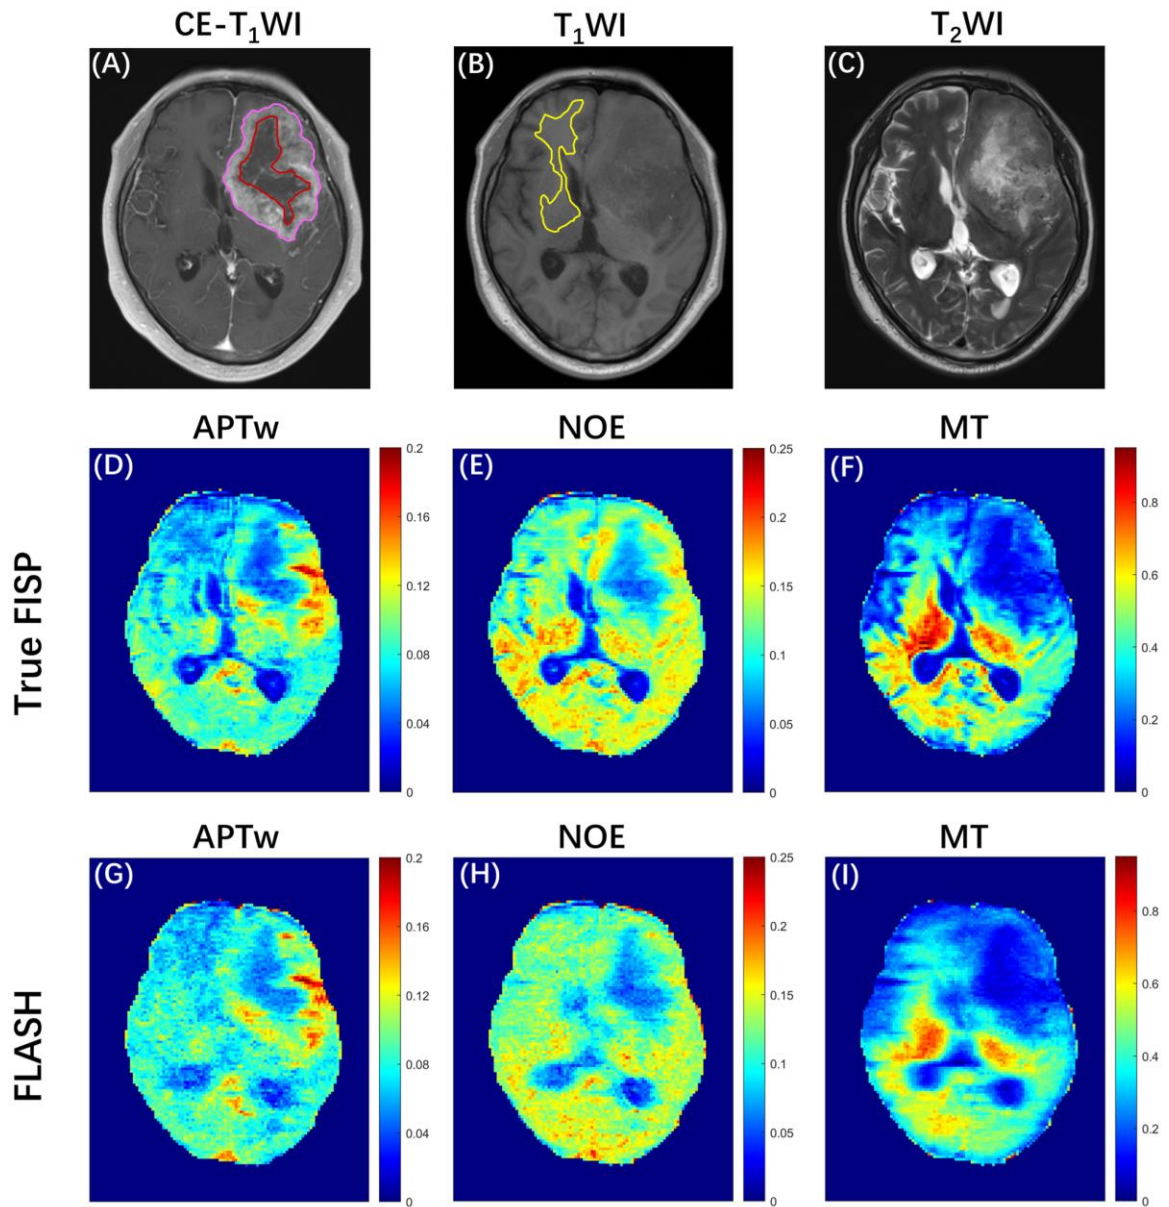 CE-T₁WI T₁WI T₂WI
(A) (B) (C)
APTw NOE MT
(D) (E) (F)
0.2 0.25 0.8
0.16 0.2 0.6
0.12 0.15 0.4
0.08 0.1 0.2
0.04 0.05 0
0 0
True FISP
APTw NOE MT
(G) (H) (I)
0.2 0.25 0.8
0.16 0.2 0.6
0.12 0.15 0.4
0.08 0.1 0.2
0.04 0.05 0
0 0
FLASH